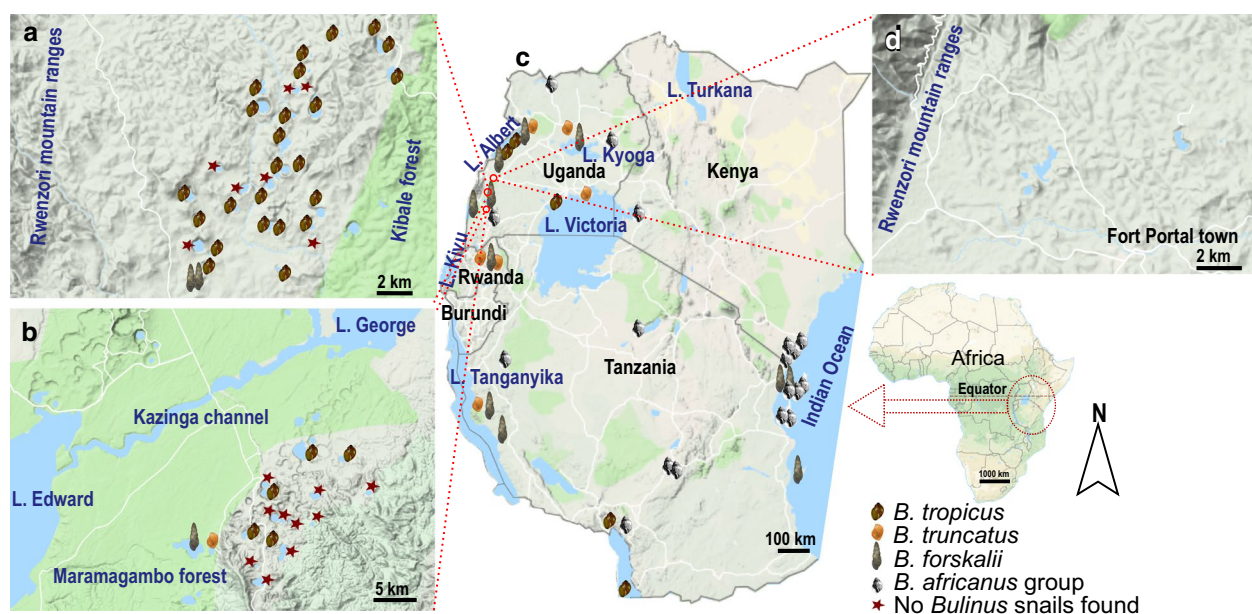 a
Rwenzori mountain ranges
Kibale forest
2 km
b
L. George
Kazinga channel
L. Edward
Maramagambo forest
5 km
c
L. Turkana
L. Albert
L. Kyoga
Uganda
Kenya
L. Victoria
L. Kivu
Rwanda
Burundi
Tanzania
L. Tanganyika
Indian Ocean
100 km
d
Rwenzori mountain ranges
Fort Portal town
2 km
Africa
Equator
1000 km
N
B. tropicus
B. truncatus
B. forskalii
B. africanus group
No Bulinus snails found